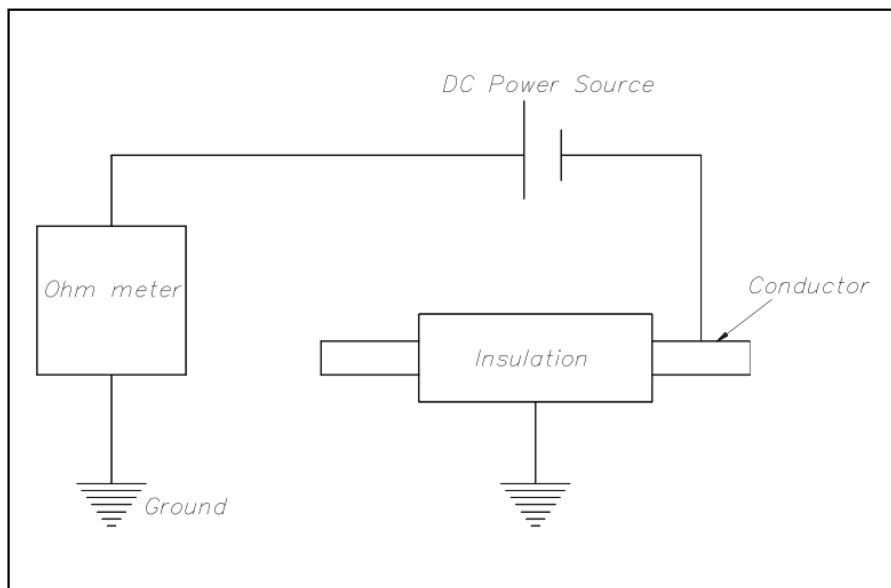 DC Power Source
Ohm meter
Conductor
Insulation
Ground